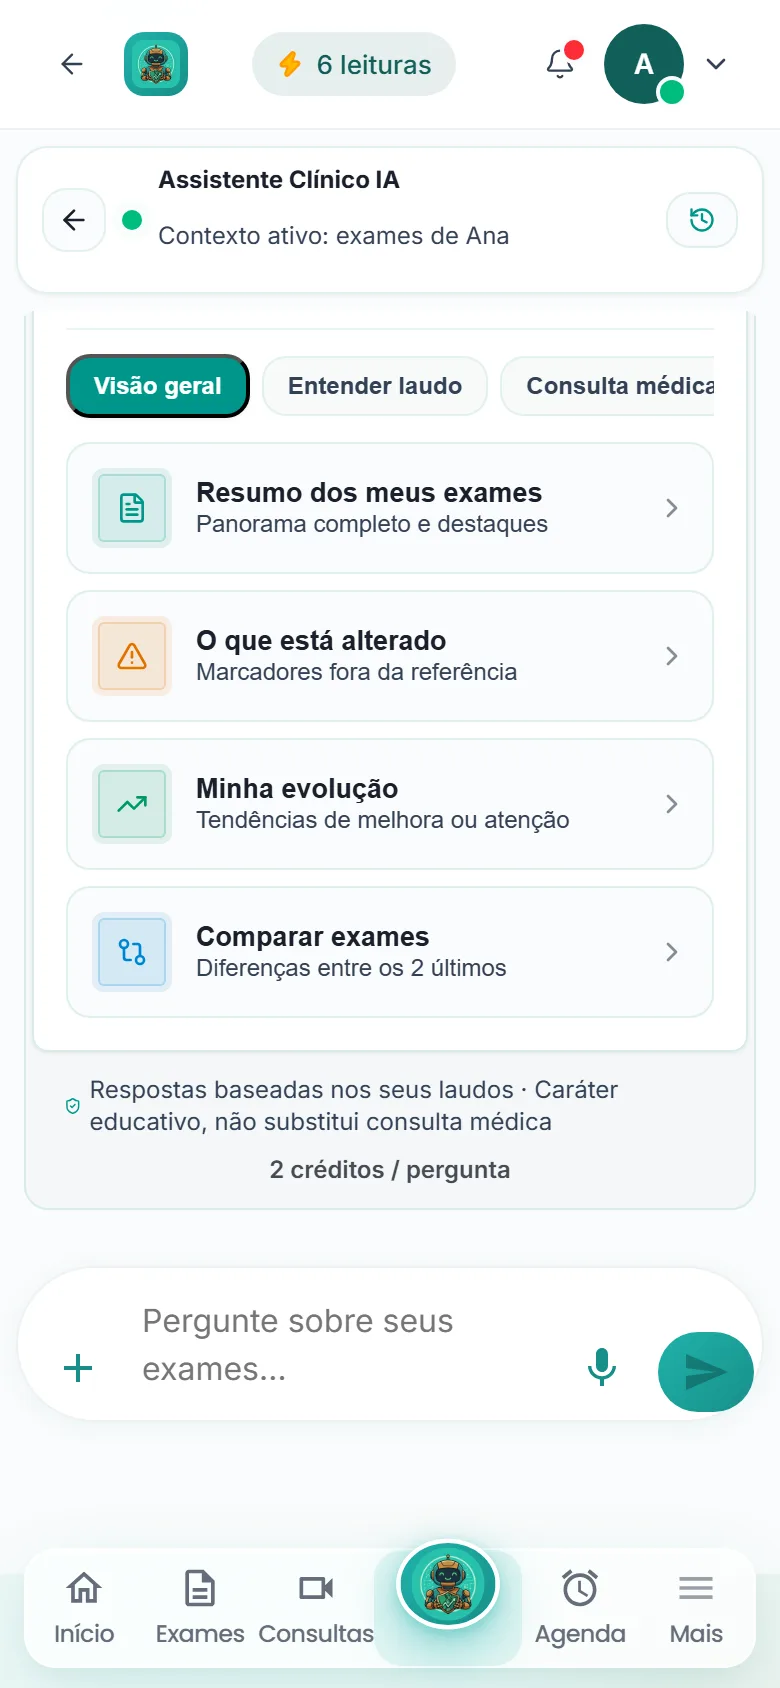 6 leituras
A
Assistente Clínico IA
Contexto ativo: exames de Ana
Visão geral
Entender laudo
Consulta médica
Resumo dos meus exames
Panorama completo e destaques
O que está alterado
Marcadores fora da referência
Minha evolução
Tendências de melhora ou atenção
Comparar exames
Diferenças entre os 2 últimos
Respostas baseadas nos seus laudos · Caráter
educativo, não substitui consulta médica
2 créditos / pergunta
Pergunte sobre seus
exames...
Início
Exames
Consultas
Agenda
Mais